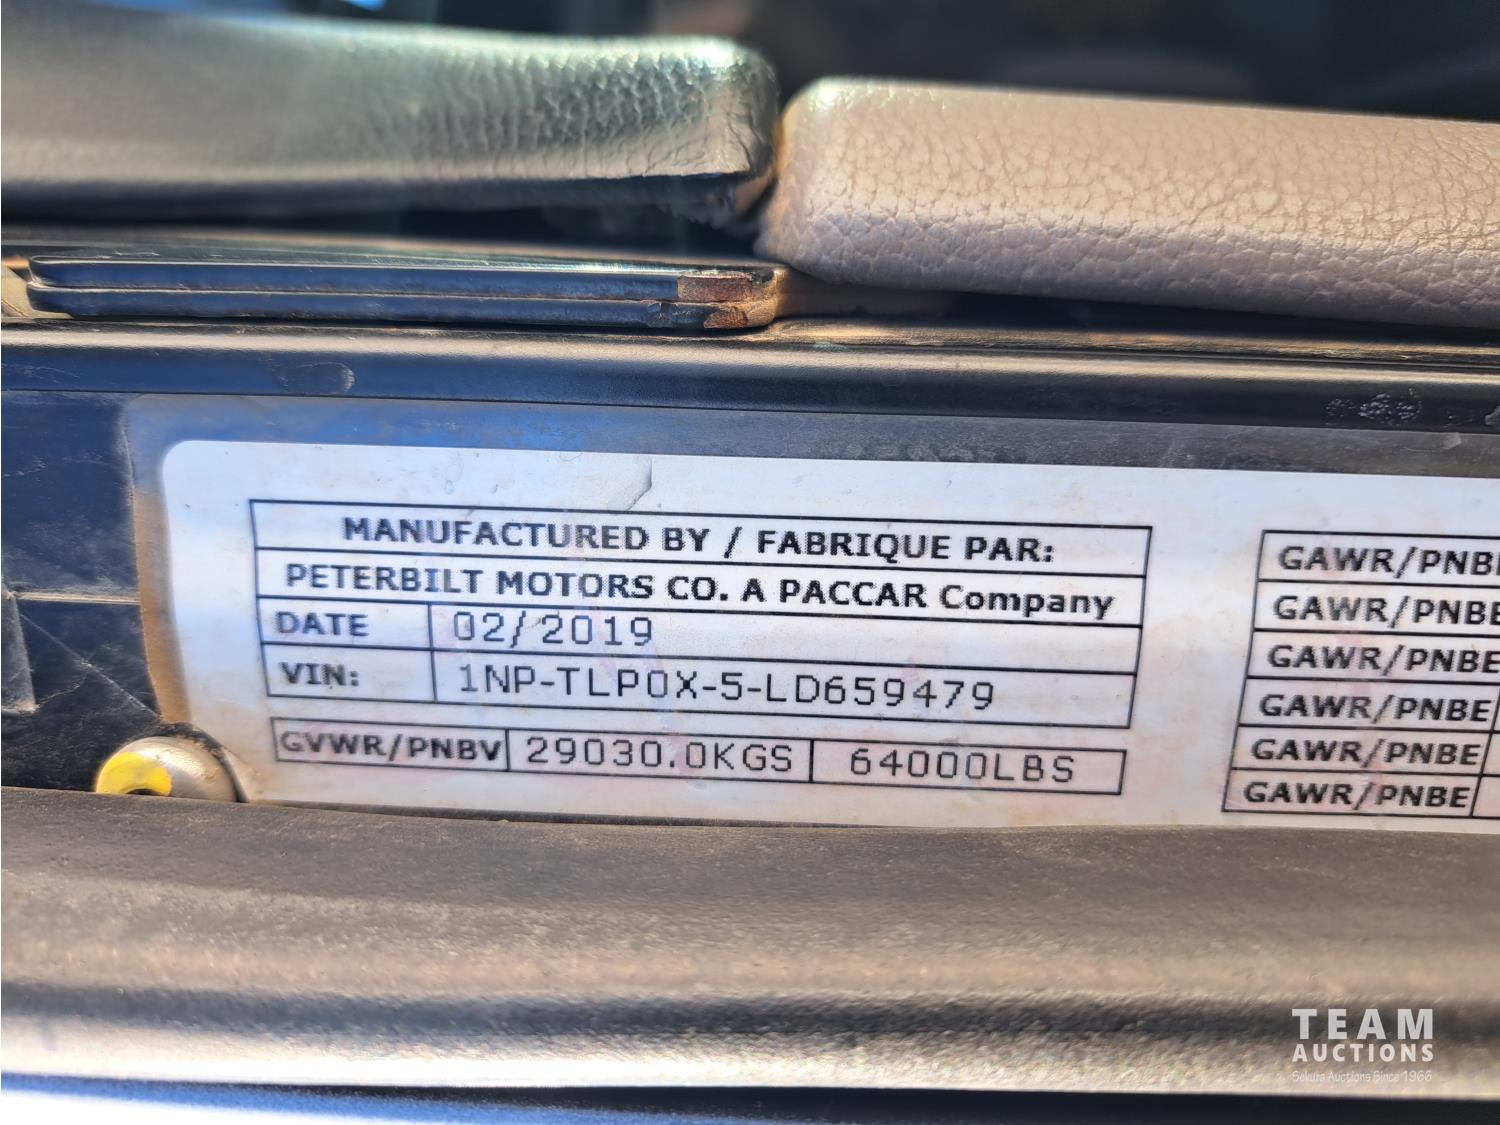 MANUFACTURED BY / FABRIQUE PAR:
PETERBILT MOTORS CO. A PACCAR Company
DATE 02/2019
VIN: 1NP-TLP0X-5-LD659479
GVWR/PNBV 29030.0KGS 64000LBS
GAWR/PNBE
GAWR/PNBE
GAWR/PNBE
GAWR/PNBE
GAWR/PNBE
GAWR/PNBE
TEAM
AUCTIONS
Sekura Auctions Since 1966